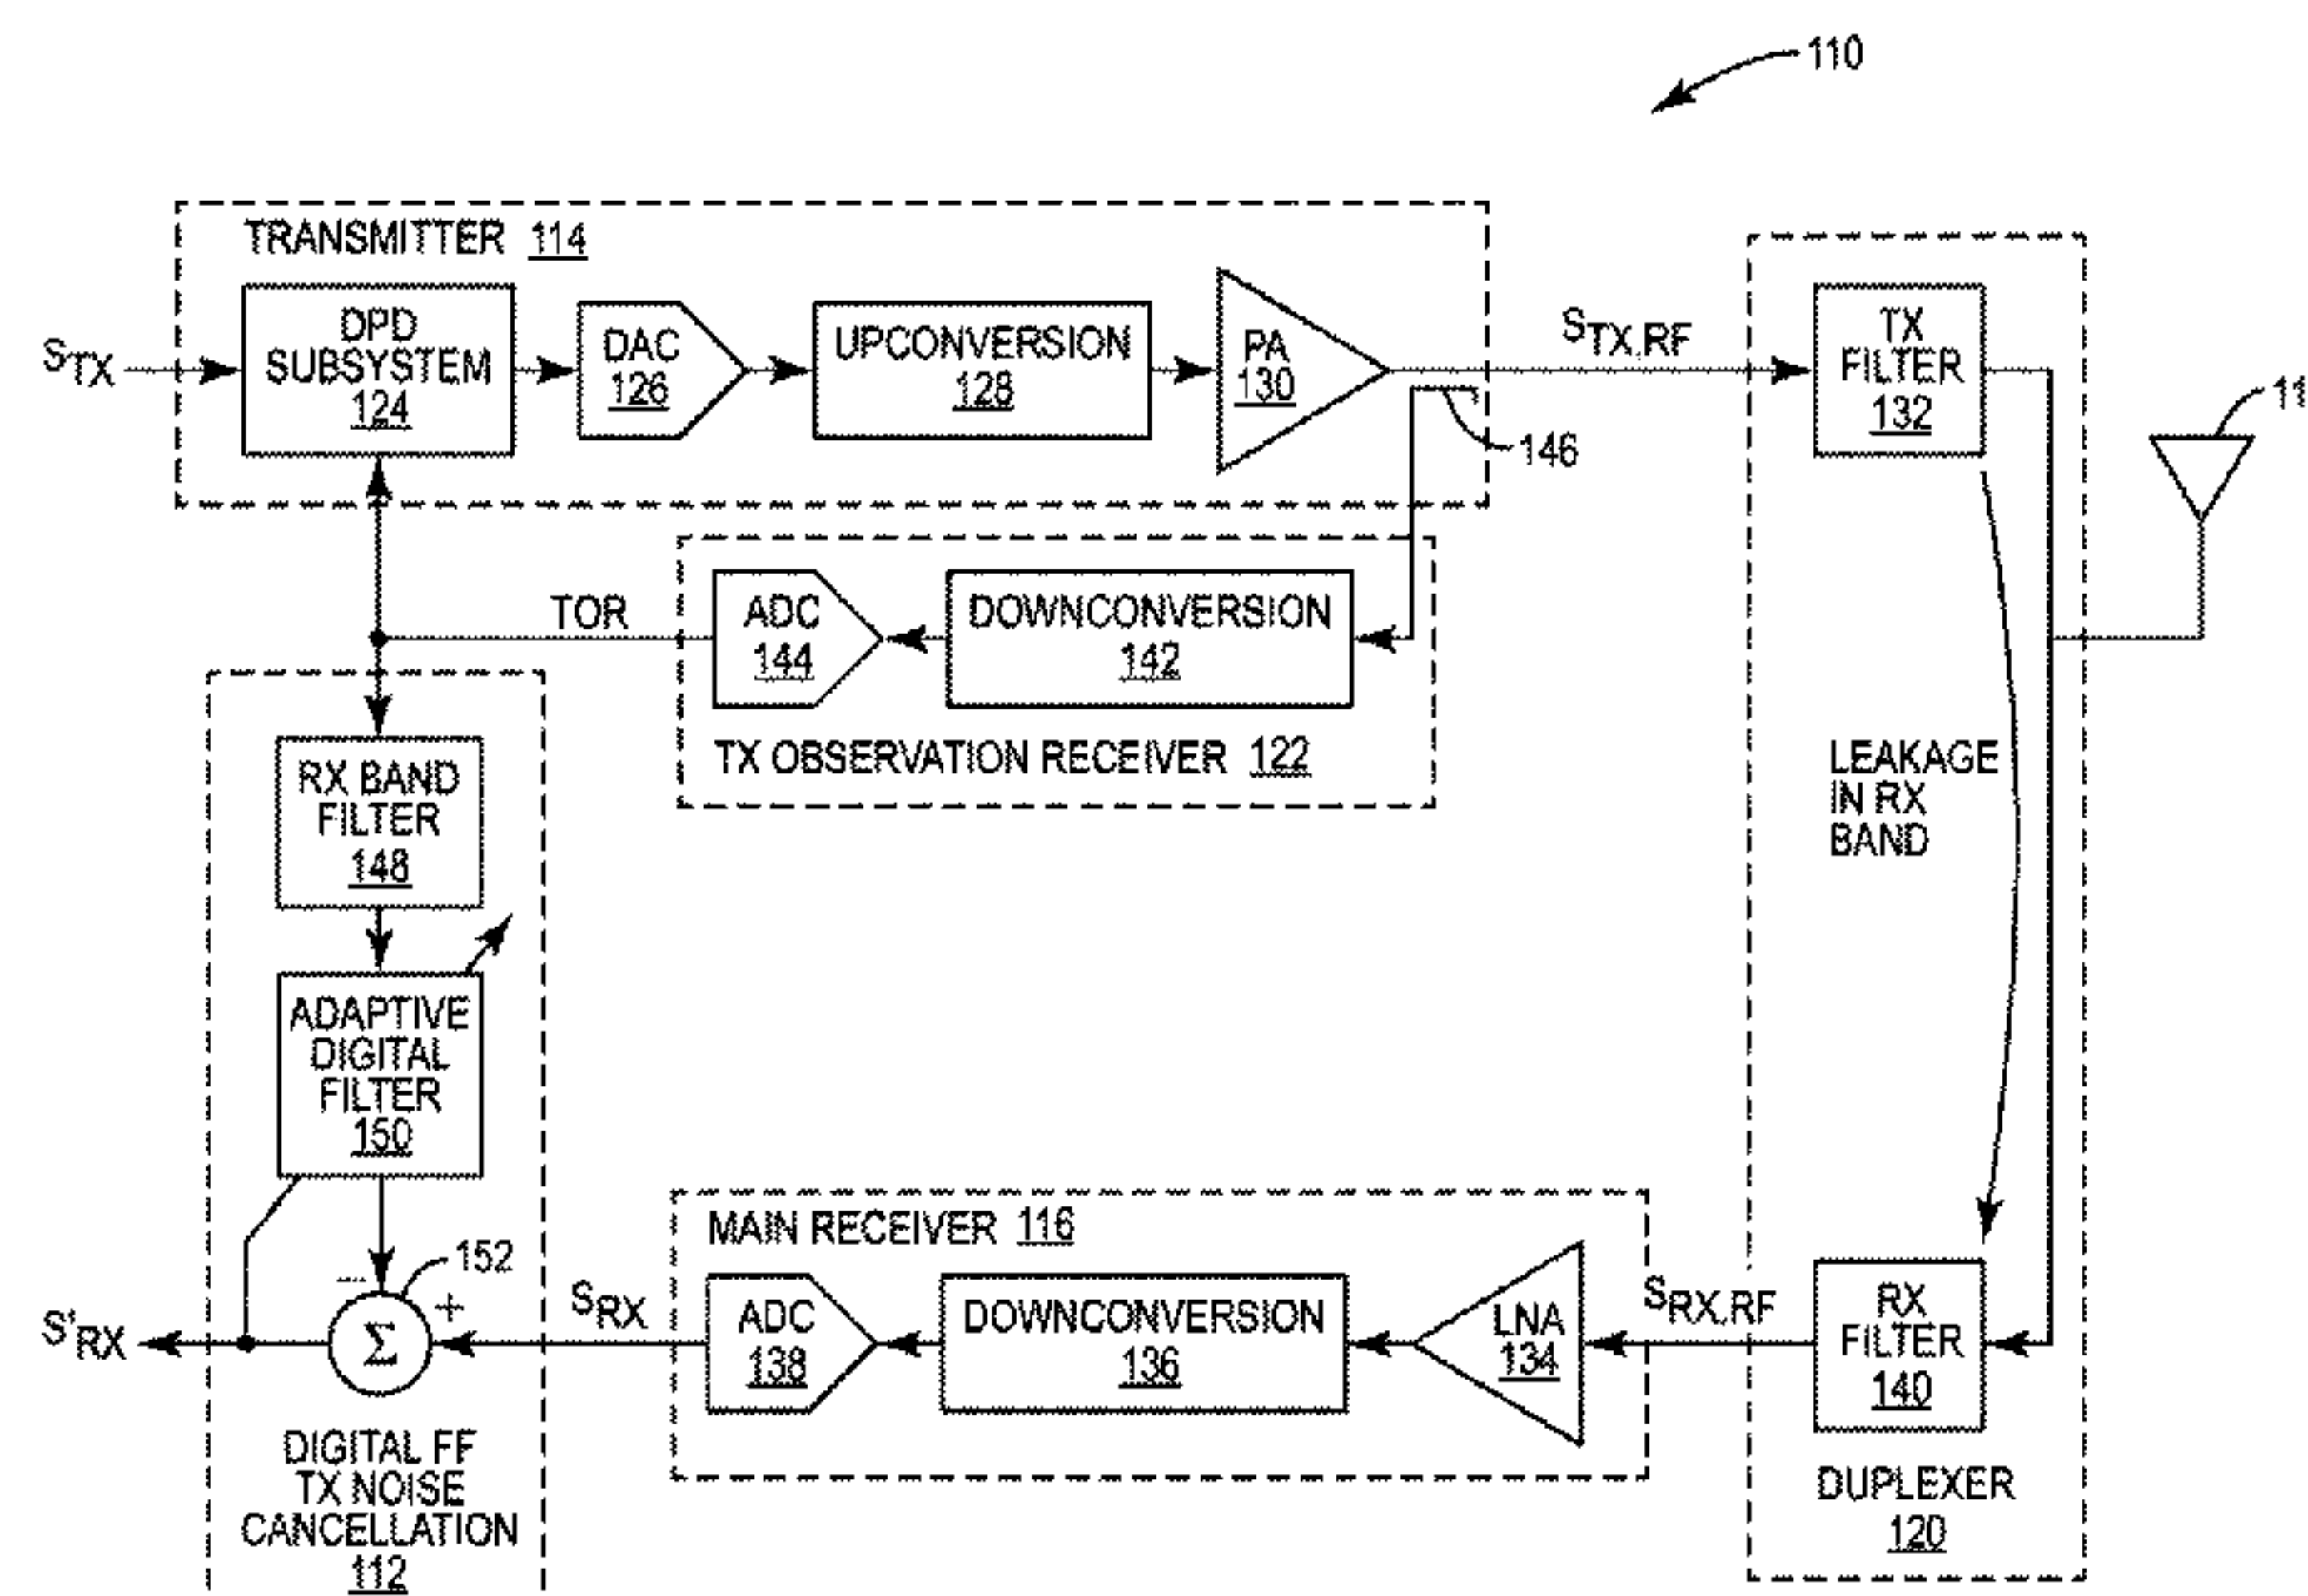 110
TRANSMITTER 114
STX
DPD
SUBSYSTEM
124
DAC
126
UPCONVERSION
128
PA
130
STX,RF
146
TX
FILTER
132
11
TOR
ADC
144
DOWNCONVERSION
142
TX OBSERVATION RECEIVER 122
LEAKAGE
IN RX
BAND
RX BAND
FILTER
148
ADAPTIVE
DIGITAL
FILTER
150
152
−
+
Σ
S'RX
SRX
MAIN RECEIVER 116
ADC
138
DOWNCONVERSION
136
LNA
134
SRX,RF
RX
FILTER
140
DUPLEXER
120
DIGITAL FF
TX NOISE
CANCELLATION
112